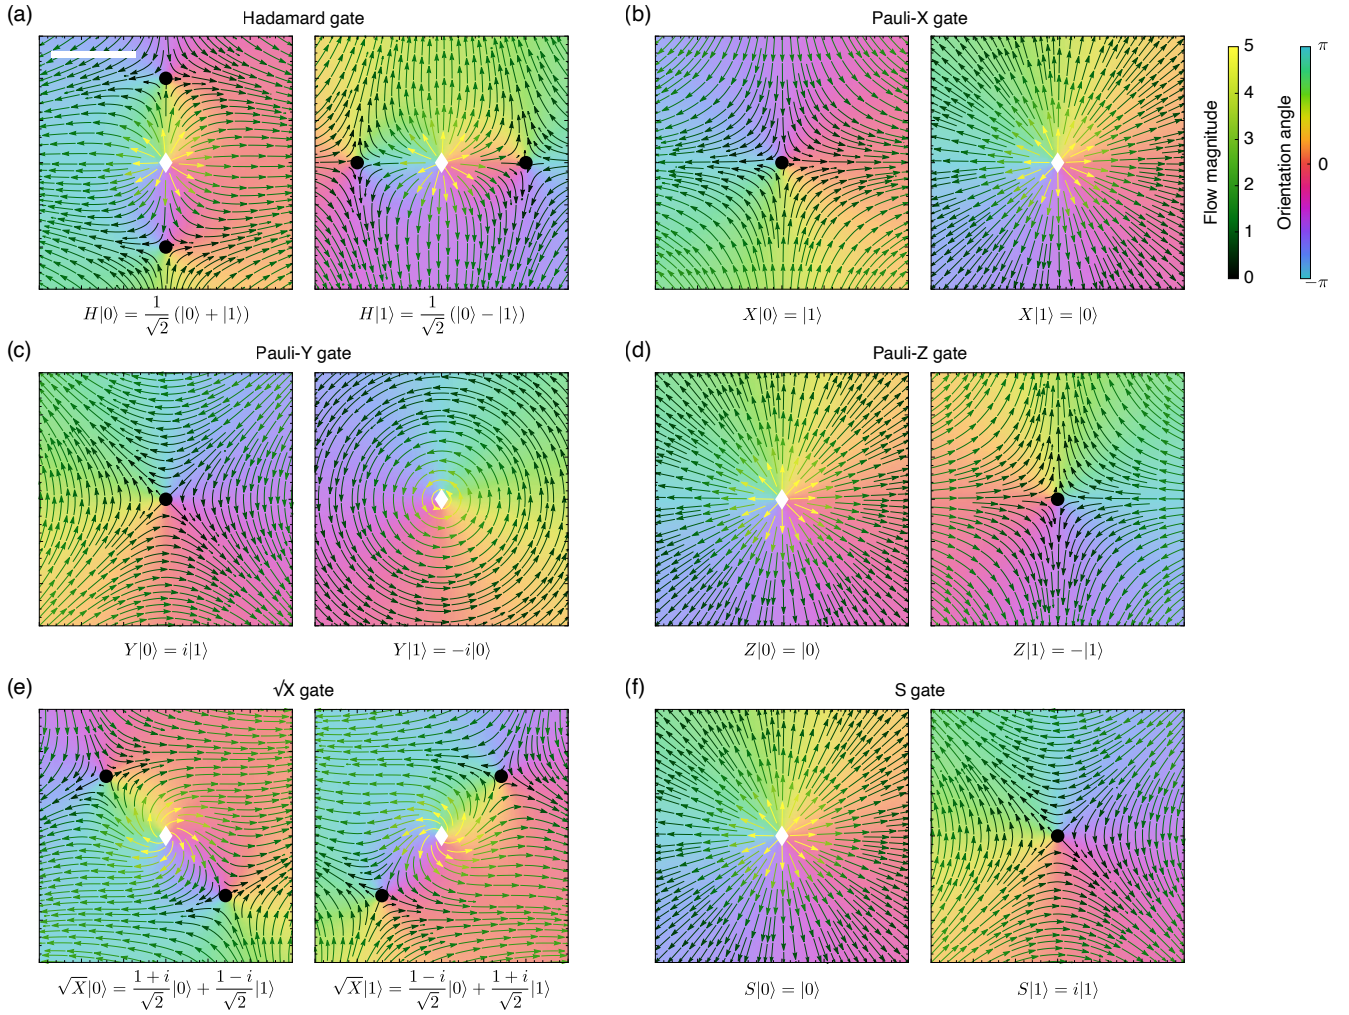 (a) Hadamard gate
H|0⟩ = 1/√2 (|0⟩ + |1⟩)
H|1⟩ = 1/√2 (|0⟩ − |1⟩)
(b) Pauli-X gate
X|0⟩ = |1⟩
X|1⟩ = |0⟩
Flow magnitude
5
4
3
2
1
0
Orientation angle
π
0
−π
(c) Pauli-Y gate
Y|0⟩ = i|1⟩
Y|1⟩ = −i|0⟩
(d) Pauli-Z gate
Z|0⟩ = |0⟩
Z|1⟩ = −|1⟩
(e) √X gate
√X|0⟩ = (1 + i)/√2 |0⟩ + (1 − i)/√2 |1⟩
√X|1⟩ = (1 − i)/√2 |0⟩ + (1 + i)/√2 |1⟩
(f) S gate
S|0⟩ = |0⟩
S|1⟩ = i|1⟩